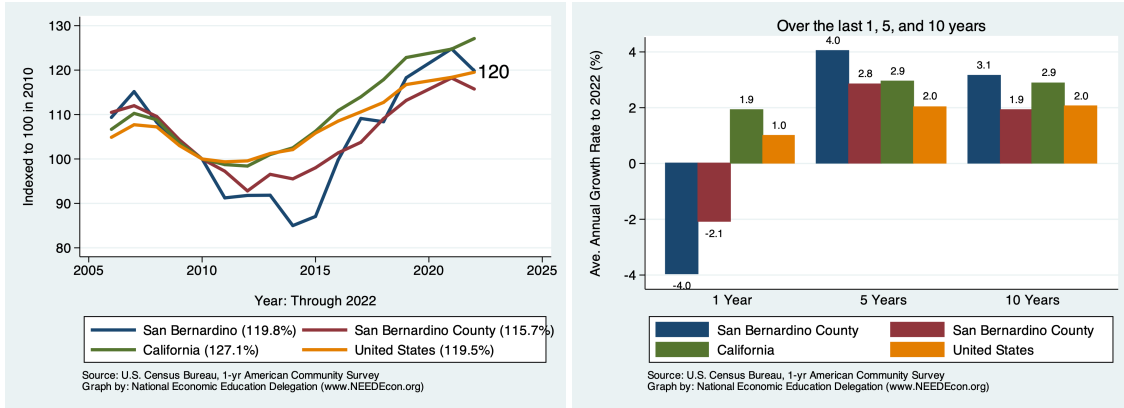 130
120
110
100
90
80
Indexed to 100 in 2010
120
2005 2010 2015 2020 2025
Year: Through 2022
San Bernardino (119.8%) San Bernardino County (115.7%)
California (127.1%) United States (119.5%)
Source: U.S. Census Bureau, 1-yr American Community Survey
Graph by: National Economic Education Delegation (www.NEEDEcon.org)
Over the last 1, 5, and 10 years
Ave. Annual Growth Rate to 2022 (%)
4
2
0
-2
-4
-4.0 -2.1 1.9 1.0
4.0 2.8 2.9 2.0
3.1 1.9 2.9 2.0
1 Year 5 Years 10 Years
San Bernardino County San Bernardino County
California United States
Source: U.S. Census Bureau, 1-yr American Community Survey
Graph by: National Economic Education Delegation (www.NEEDEcon.org)